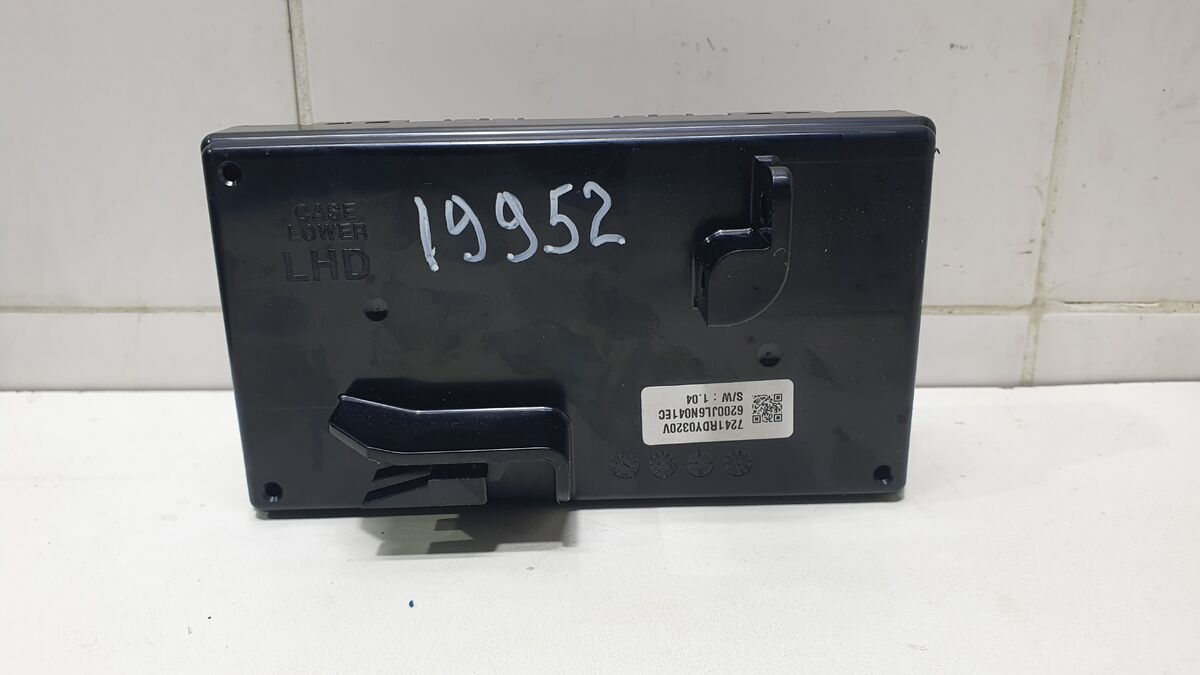 CASE
LOWER
LHD
19952
7241RDY0320V
6200JL6N041EC
S/W : 1.04